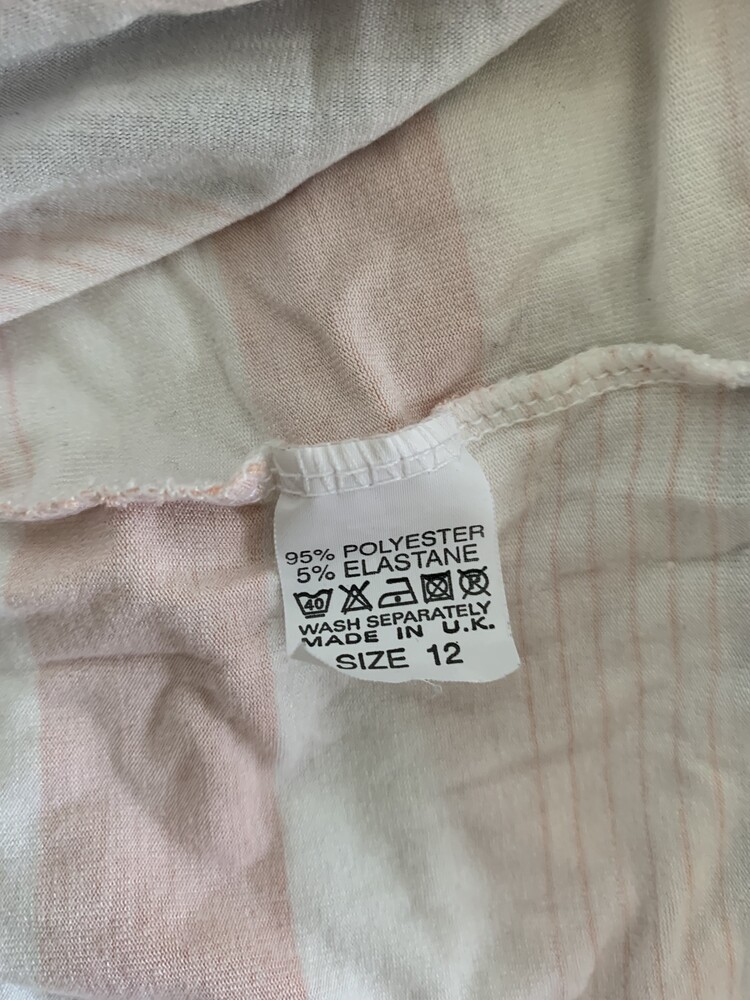 95% POLYESTER
5% ELASTANE
40
WASH SEPARATELY
MADE IN U.K.
SIZE 12